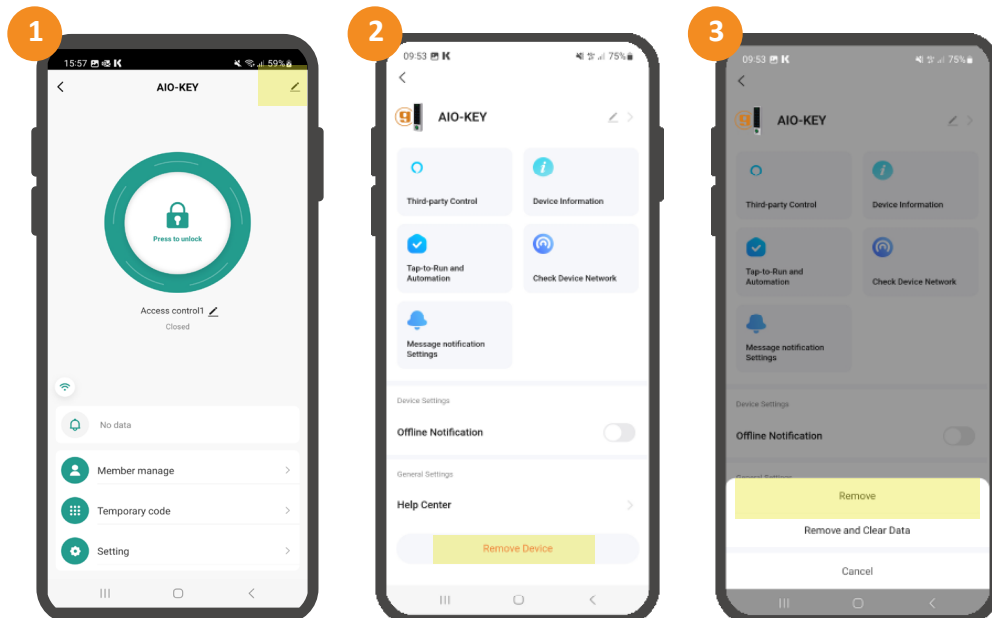 1
15:57 K 59%
AIO-KEY
Press to unlock
Access control1
Closed
No data
Member manage
Temporary code
Setting
2
09:53 K 75%
g! AIO-KEY
Third-party Control
Device Information
Tap-to-Run and
Automation
Check Device Network
Message notification
Settings
Device Settings
Offline Notification
General Settings
Help Center
Remove Device
3
09:53 K 75%
g! AIO-KEY
Third-party Control
Device Information
Tap-to-Run and
Automation
Check Device Network
Message notification
Settings
Device Settings
Offline Notification
General Settings
Remove
Remove and Clear Data
Cancel